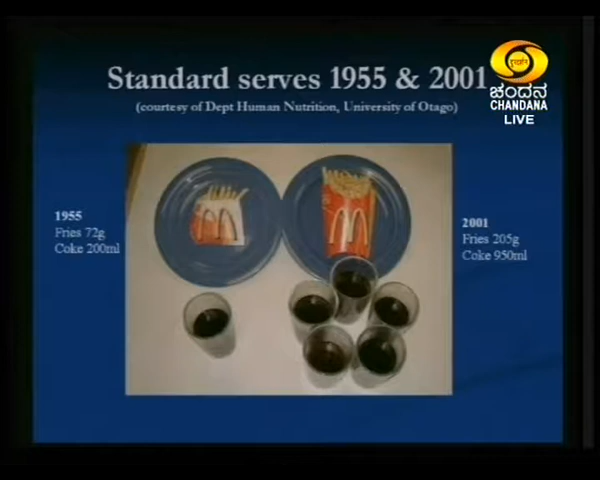 Standard serves 1955 & 2001
(courtesy of Dept Human Nutrition, University of Otago)
ಚಂದನ
CHANDANA
LIVE
1955
Fries 72g
Coke 200ml
2001
Fries 205g
Coke 950ml